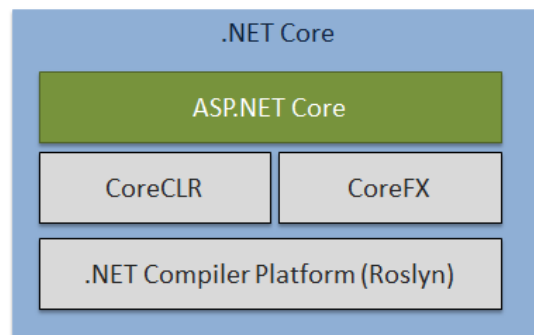 .NET Core
ASP.NET Core
CoreCLR
CoreFX
.NET Compiler Platform (Roslyn)